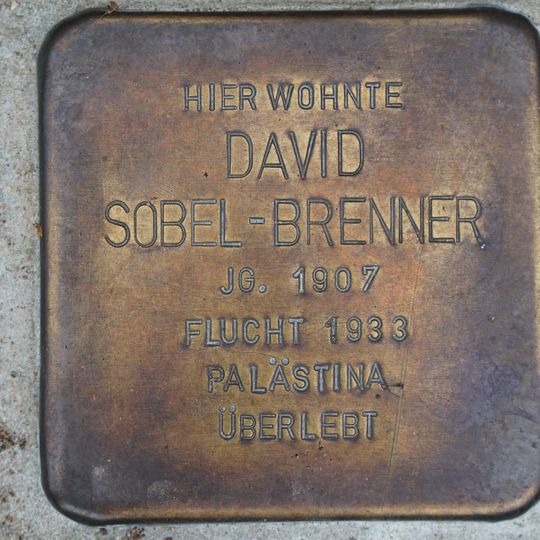 HIER WOHNTE
DAVID
SOBEL-BRENNER
JG. 1907
FLUCHT 1933
PALÄSTINA
ÜBERLEBT